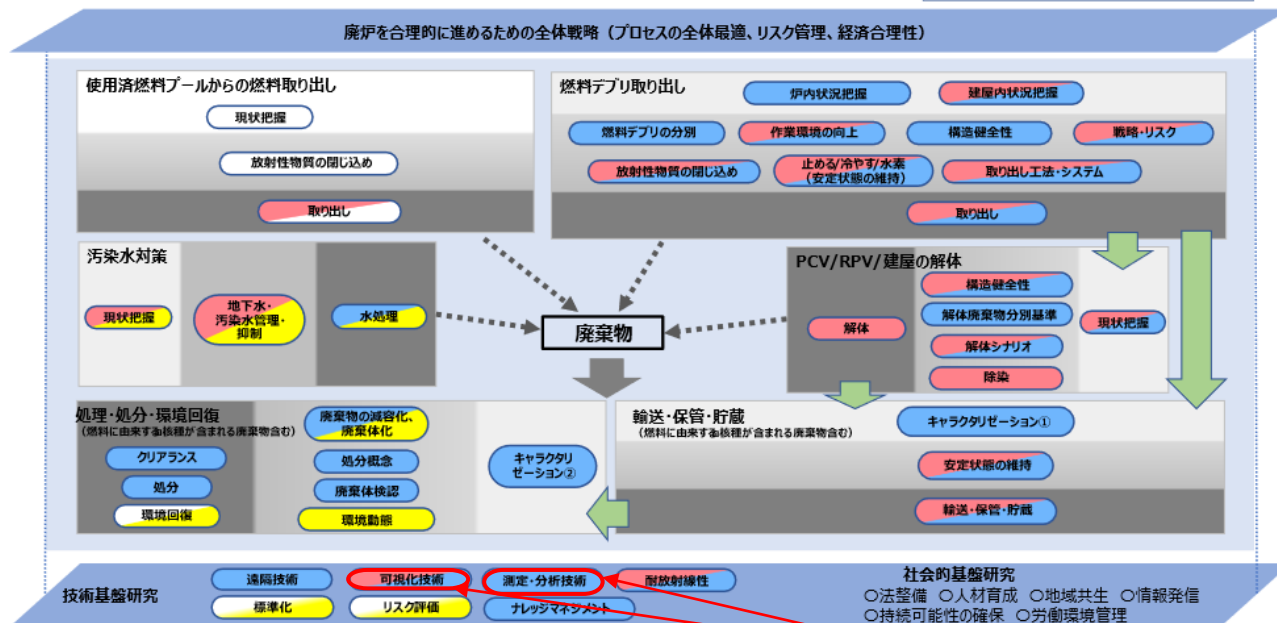 廃炉を合理的に進めるための全体戦略（プロセスの全体最適、リスク管理、経済合理性）
使用済燃料プールからの燃料取り出し
現状把握
放射性物質の閉じ込め
取り出し
燃料デブリ取り出し
炉内状況把握
建屋内状況把握
燃料デブリの分別
作業環境の向上
構造健全性
戦略・リスク
放射性物質の閉じ込め
止める/冷やす/水素
（安定状態の維持）
取り出し工法・システム
取り出し
汚染水対策
現状把握
地下水・
汚染水管理・
抑制
水処理
廃棄物
PCV/RPV/建屋の解体
解体
構造健全性
解体廃棄物分別基準
解体シナリオ
除染
現状把握
処理・処分・環境回復
（燃料に由来するα核種が含まれる廃棄物含む）
クリアランス
処分
環境回復
廃棄物の減容化、
廃棄体化
処分概念
廃棄体検認
環境動態
キャラクタリ
ゼーション②
輸送・保管・貯蔵
（燃料に由来するα核種が含まれる廃棄物含む）
キャラクタリゼーション①
安定状態の維持
輸送・保管・貯蔵
技術基盤研究
遠隔技術
可視化技術
測定・分析技術
耐放射線性
標準化
リスク評価
ナレッジマネジメント
社会的基盤研究
〇法整備 〇人材育成 〇地域共生 〇情報発信
〇持続可能性の確保 〇労働環境管理